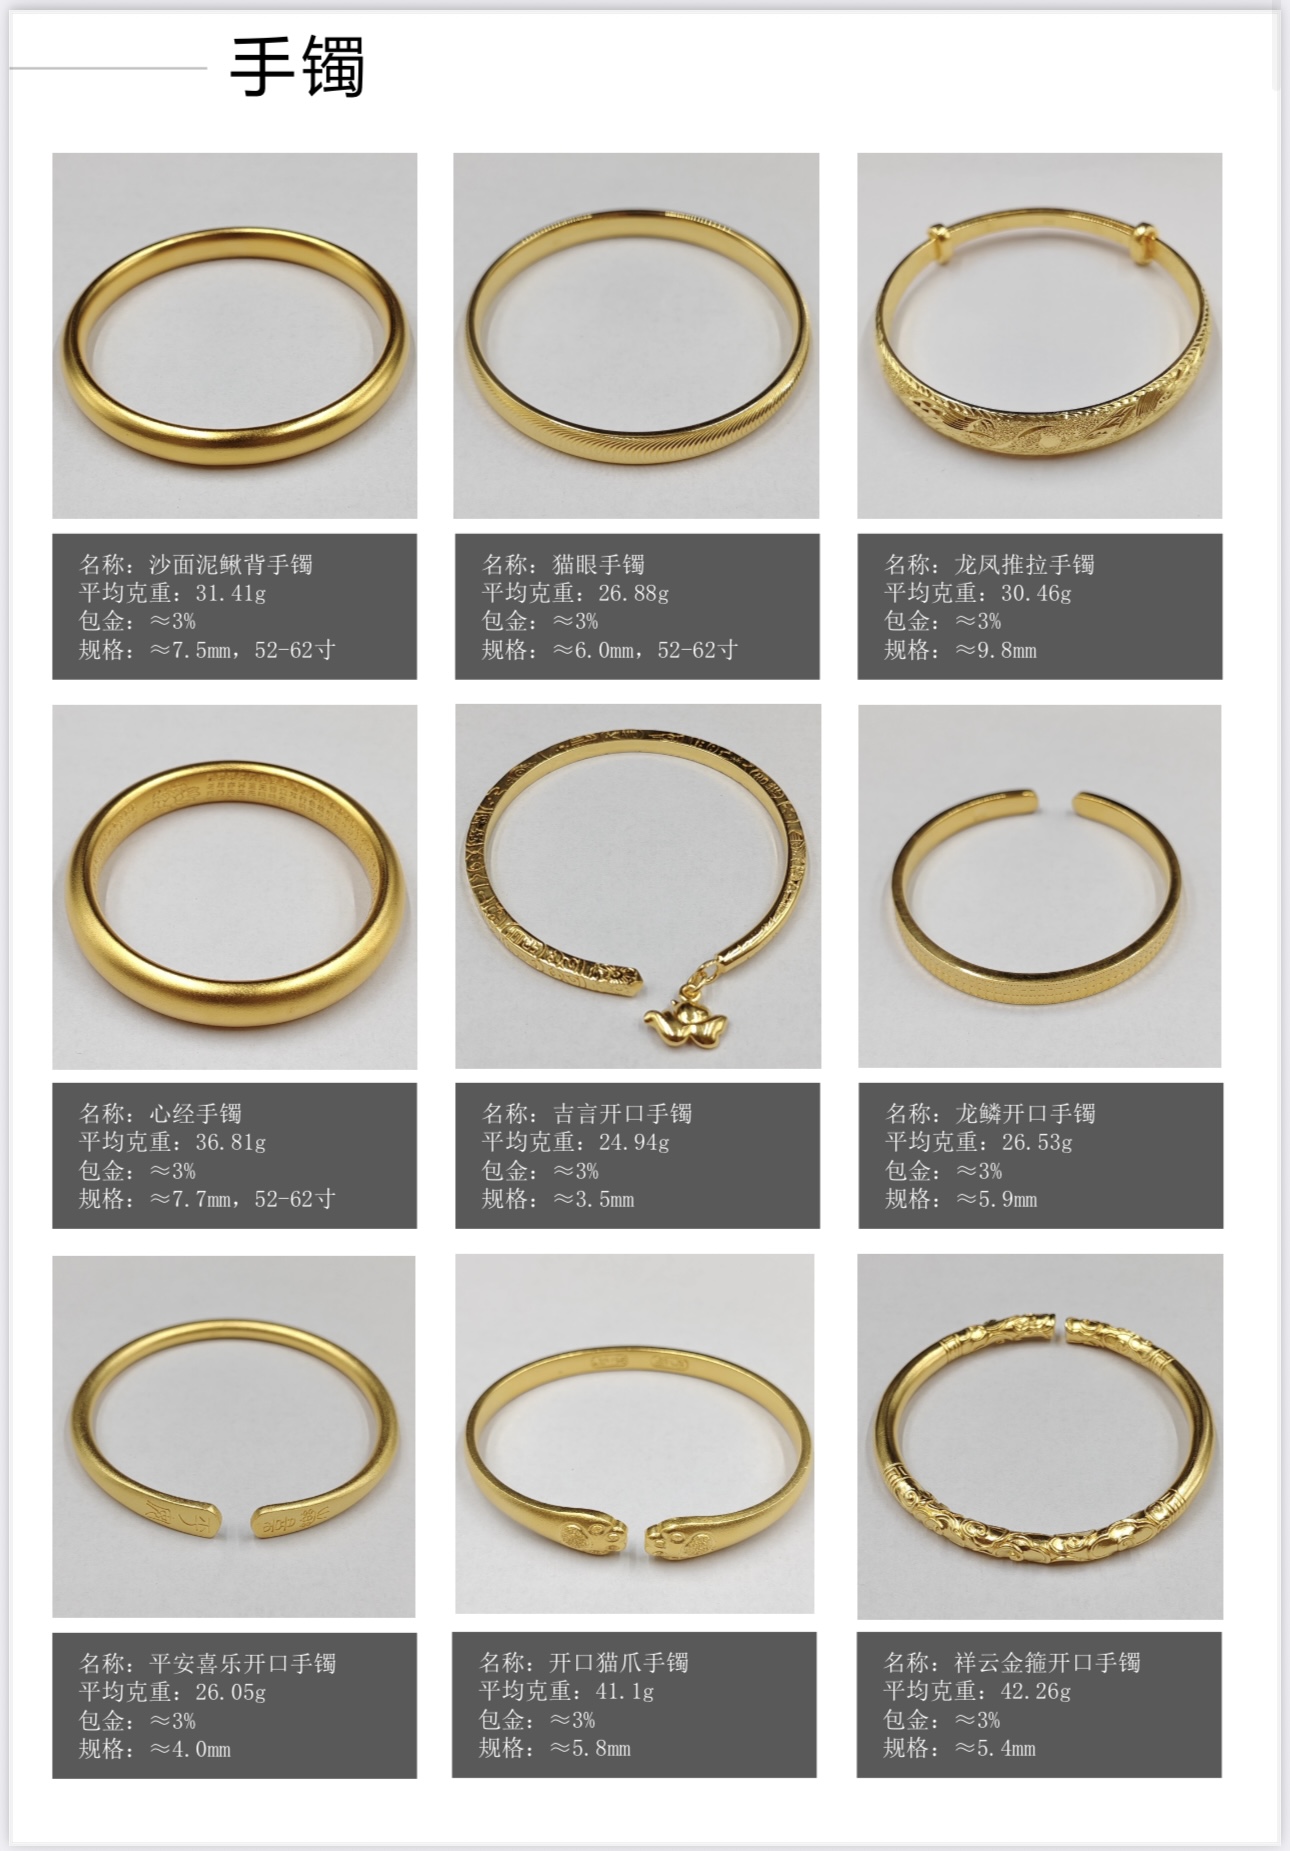 手镯
名称：沙面泥鳅背手镯
平均克重：31.41g
包金：≈3%
规格：≈7.5mm，52-62寸
名称：猫眼手镯
平均克重：26.88g
包金：≈3%
规格：≈6.0mm，52-62寸
名称：龙凤推拉手镯
平均克重：30.46g
包金：≈3%
规格：≈9.8mm
名称：心经手镯
平均克重：36.81g
包金：≈3%
规格：≈7.7mm，52-62寸
名称：吉言开口手镯
平均克重：24.94g
包金：≈3%
规格：≈3.5mm
名称：龙鳞开口手镯
平均克重：26.53g
包金：≈3%
规格：≈5.9mm
名称：平安喜乐开口手镯
平均克重：26.05g
包金：≈3%
规格：≈4.0mm
名称：开口猫爪手镯
平均克重：41.1g
包金：≈3%
规格：≈5.8mm
名称：祥云金箍开口手镯
平均克重：42.26g
包金：≈3%
规格：≈5.4mm